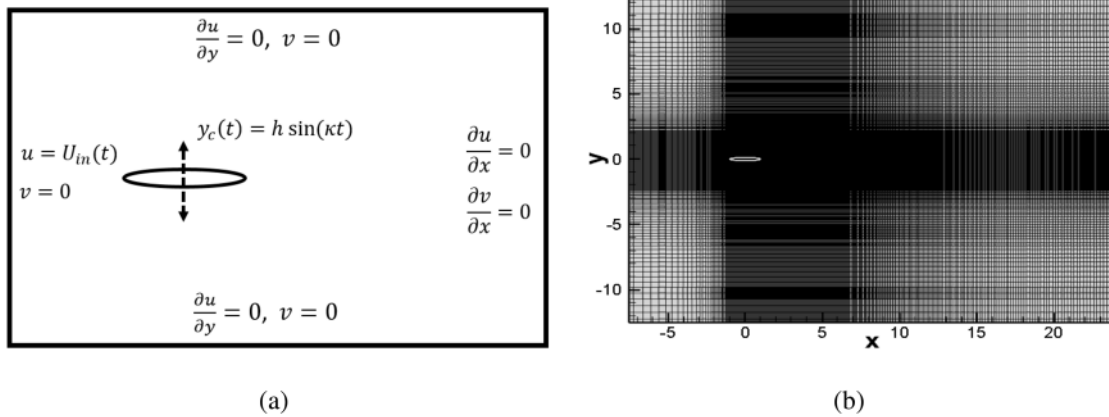 ∂u/∂y = 0, v = 0
y_c(t) = h sin(κt)
u = U_in(t)
v = 0
∂u/∂x = 0
∂v/∂x = 0
∂u/∂y = 0, v = 0
(a)
10
5
0
-5
-10
y
-5 0 5 10 15 20
x
(b)